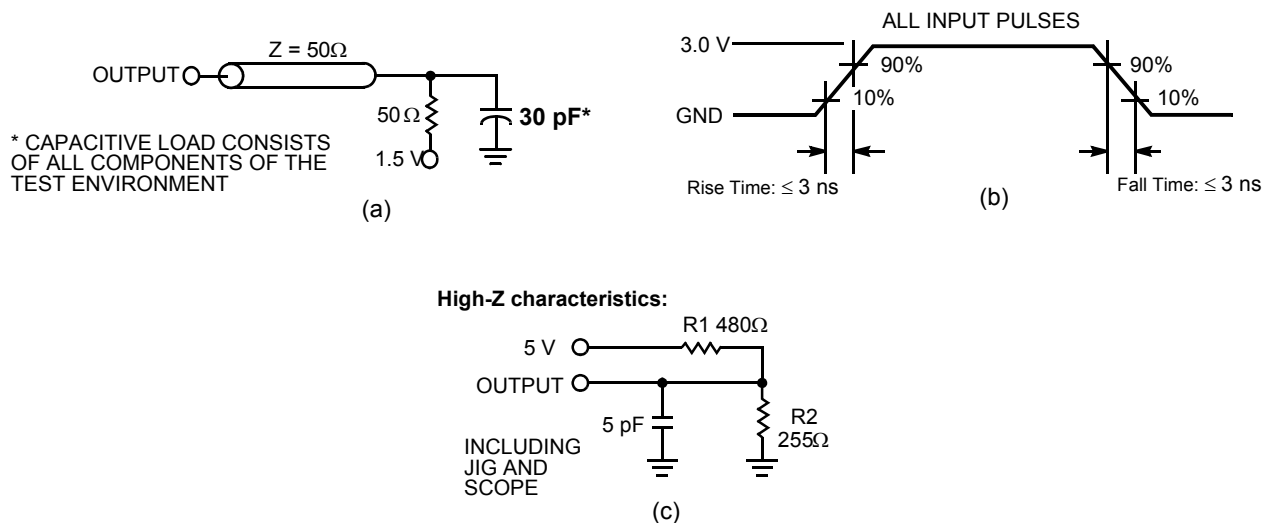 Z = 50Ω
OUTPUT
50Ω
30 pF*
1.5 V
* CAPACITIVE LOAD CONSISTS
OF ALL COMPONENTS OF THE
TEST ENVIRONMENT
(a)
ALL INPUT PULSES
3.0 V
90%
90%
10%
10%
GND
Rise Time: ≤ 3 ns
Fall Time: ≤ 3 ns
(b)
High-Z characteristics:
R1 480Ω
5 V
OUTPUT
5 pF
R2
255Ω
INCLUDING
JIG AND
SCOPE
(c)